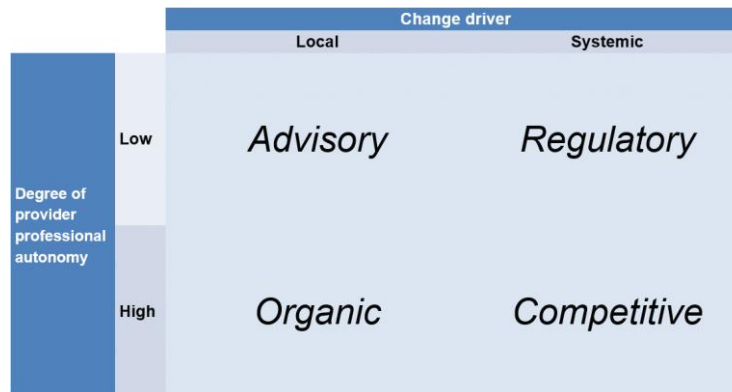 Change driver
Local Systemic
Low
Advisory Regulatory
Degree of
provider
professional
autonomy
High
Organic Competitive